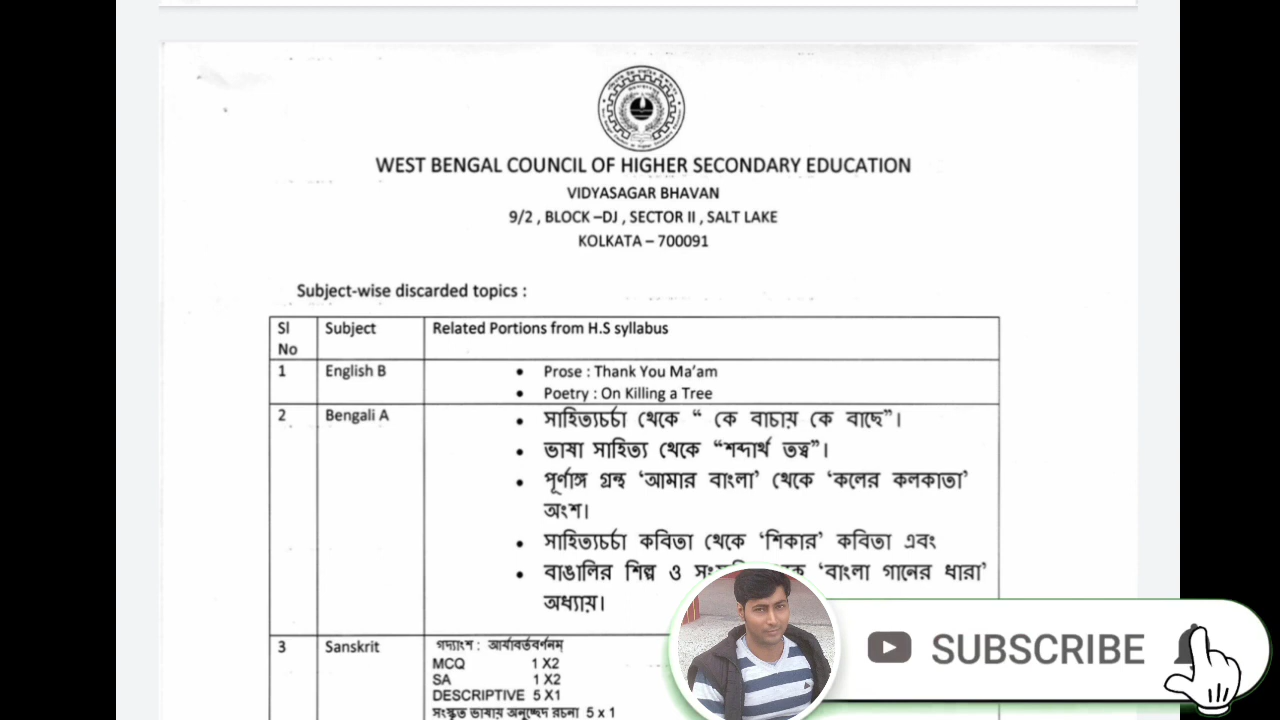 WEST BENGAL COUNCIL OF HIGHER SECONDARY EDUCATION
VIDYASAGAR BHAVAN
9/2 , BLOCK –DJ , SECTOR II , SALT LAKE
KOLKATA – 700091
Subject-wise discarded topics :
Sl No Subject Related Portions from H.S syllabus
1 English B • Prose : Thank You Ma’am
• Poetry : On Killing a Tree
2 Bengali A • সাহিত্যচর্চা থেকে “ কে বাচায় কে বাছে”।
• ভাষা সাহিত্য থেকে “শব্দার্থ তত্ত্ব”।
• পূর্ণাঙ্গ গ্রন্থ ‘আমার বাংলা’ থেকে ‘কলের কলকাতা’
অংশ।
• সাহিত্যচর্চা কবিতা থেকে ‘শিকার’ কবিতা এবং
• বাঙালির শিল্প ও ‘বাংলা গানের ধারা’
অধ্যায়।
3 Sanskrit গদ্যাংশ : আর্যাবর্তবর্ণনম্
MCQ 1 X2
SA 1 X2
DESCRIPTIVE 5 X1
সংস্কৃত ভাষায় অনুচ্ছেদ রচনা 5 x 1
SUBSCRIBE